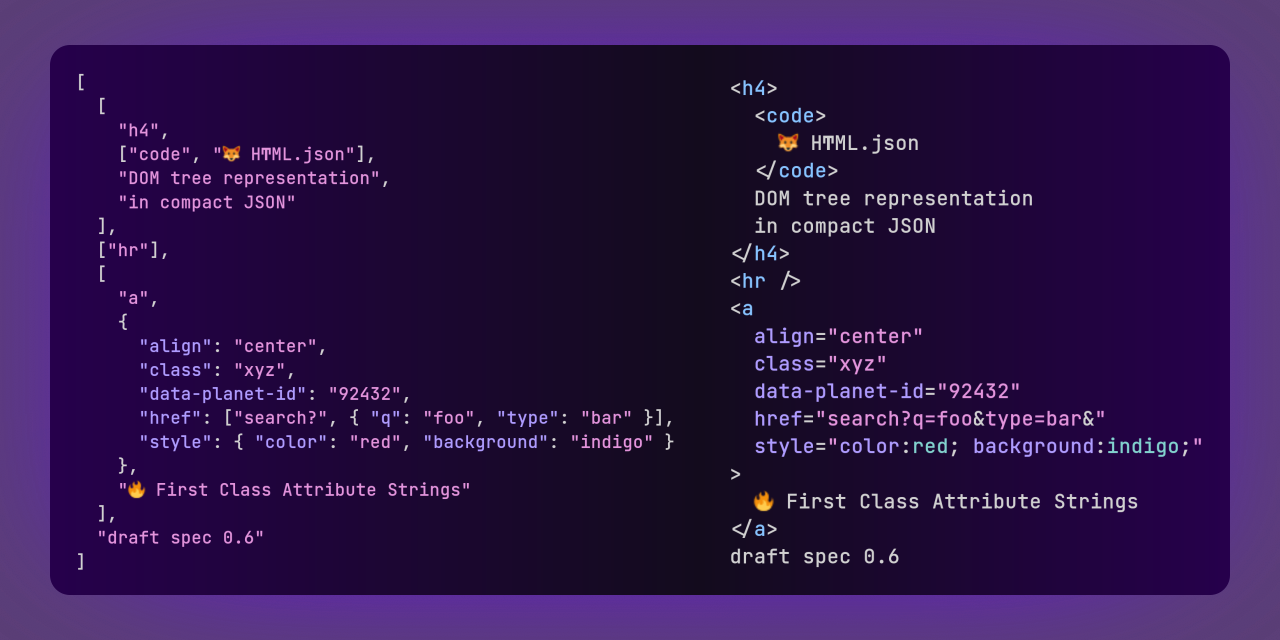 [
  [
    "h4",
    ["code", "🦊 HTML.json"],
    "DOM tree representation",
    "in compact JSON"
  ],
  ["hr"],
  [
    "a",
    {
      "align": "center",
      "class": "xyz",
      "data-planet-id": "92432",
      "href": ["search?", { "q": "foo", "type": "bar" }],
      "style": { "color": "red", "background": "indigo" }
    },
    "🔥 First Class Attribute Strings"
  ],
  "draft spec 0.6"
]
<h4>
  <code>
    🦊 HTML.json
  </code>
  DOM tree representation
  in compact JSON
</h4>
<hr />
<a
  align="center"
  class="xyz"
  data-planet-id="92432"
  href="search?q=foo&type=bar&"
  style="color:red; background:indigo;"
>
  🔥 First Class Attribute Strings
</a>
draft spec 0.6